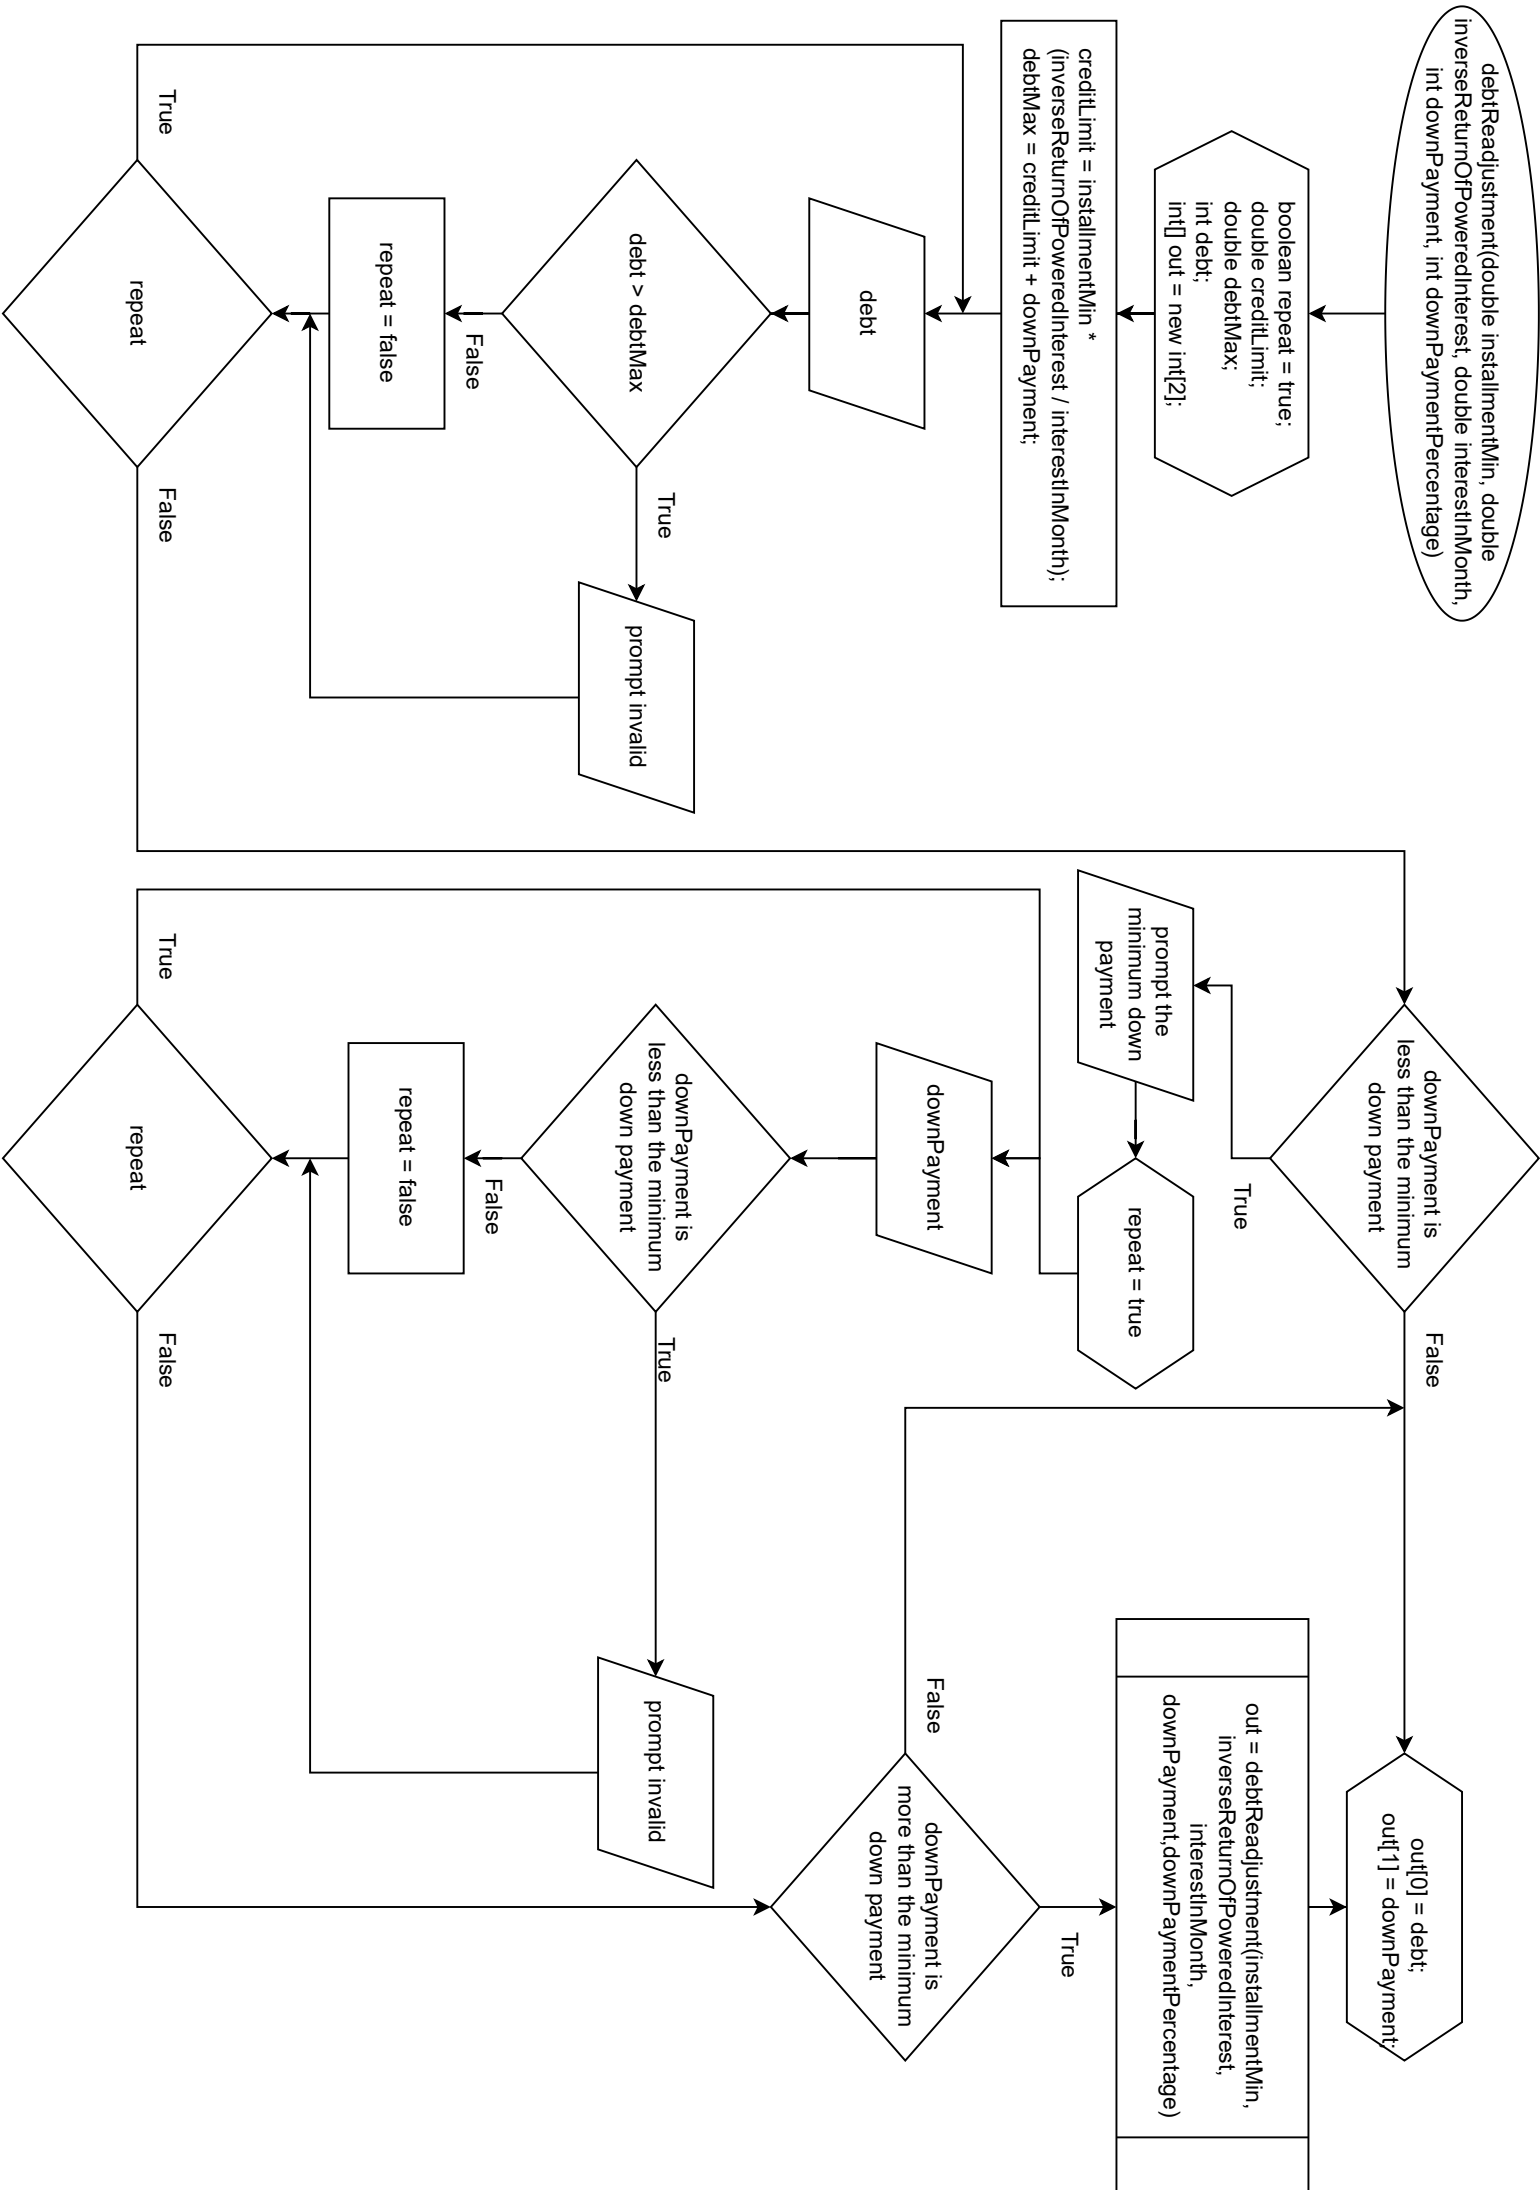 debtReadjustment(double installmentMin, double
inverseReturnOfPoweredInterest, double interestInMonth,
int downPayment, int downPaymentPercentage)
boolean repeat = true;
double creditLimit;
double debtMax;
int debt;
int[] out = new int[2];
creditLimit = installmentMin *
(inverseReturnOfPoweredInterest / interestInMonth);
debtMax = creditLimit + downPayment;
debt
debt > debtMax
True
prompt invalid
False
repeat = false
True
repeat
False
downPayment is
less than the minimum
down payment
False
True
prompt the
minimum down
payment
repeat = true
downPayment
downPayment is
less than the minimum
down payment
True
prompt invalid
False
repeat = false
True
repeat
False
downPayment is
more than the minimum
down payment
False
True
out = debtReadjustment(installmentMin,
inverseReturnOfPoweredInterest,
interestInMonth,
downPayment,downPaymentPercentage)
out[0] = debt;
out[1] = downPayment;